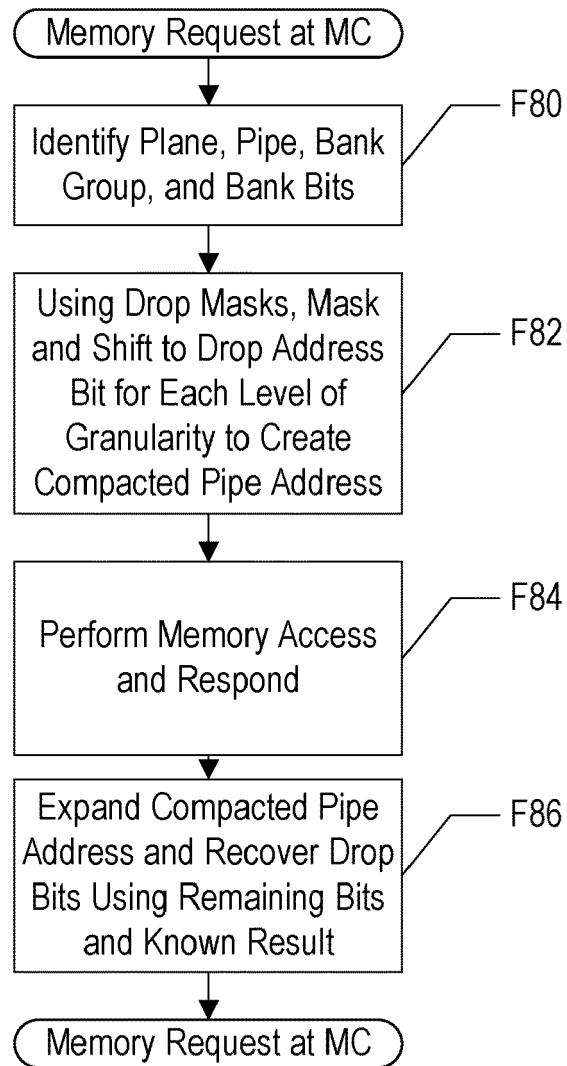 Memory Request at MC
F80
Identify Plane, Pipe, Bank
Group, and Bank Bits
Using Drop Masks, Mask
and Shift to Drop Address
Bit for Each Level of
Granularity to Create
Compacted Pipe Address
F82
Perform Memory Access
and Respond
F84
Expand Compacted Pipe
Address and Recover Drop
Bits Using Remaining Bits
and Known Result
F86
Memory Request at MC